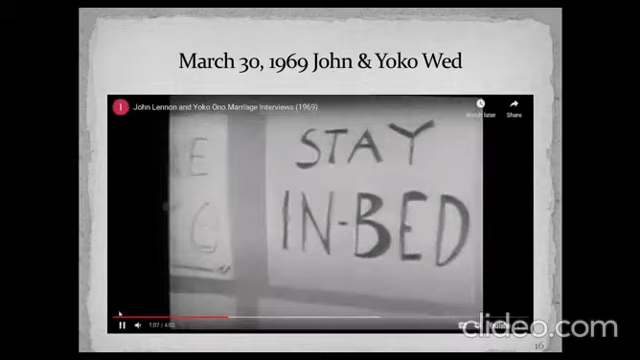 March 30, 1969 John & Yoko Wed
I
John Lennon and Yoko Ono Marriage Interviews (1969)
Watch later
Share
STAY
IN-BED
1:07 / 4:02
clideo.com
16